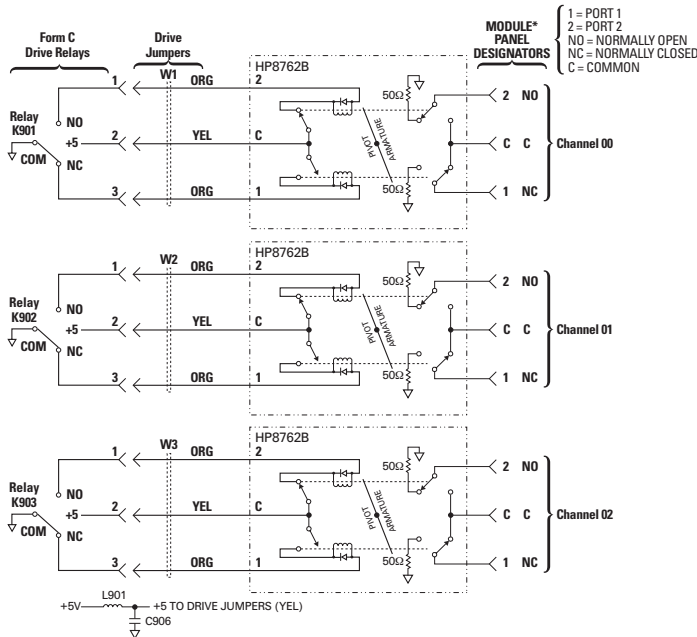 Form C
Drive Relays
Drive
Jumpers
MODULE*
PANEL
DESIGNATORS
1 = PORT 1
2 = PORT 2
NO = NORMALLY OPEN
NC = NORMALLY CLOSED
C = COMMON
W1
HP8762B
1 ORG 2
50Ω
2 NO
Relay
K901
NO
+5 2 YEL C
COM
NC
PIVOT
ARMATURE
C C Channel 00
3 ORG 1
50Ω
1 NC
W2
HP8762B
1 ORG 2
50Ω
2 NO
Relay
K902
NO
+5 2 YEL C
COM
NC
PIVOT
ARMATURE
C C Channel 01
3 ORG 1
50Ω
1 NC
W3
HP8762B
1 ORG 2
50Ω
2 NO
Relay
K903
NO
+5 2 YEL C
COM
NC
PIVOT
ARMATURE
C C Channel 02
3 ORG 1
50Ω
1 NC
L901
+5V +5 TO DRIVE JUMPERS (YEL)
C906